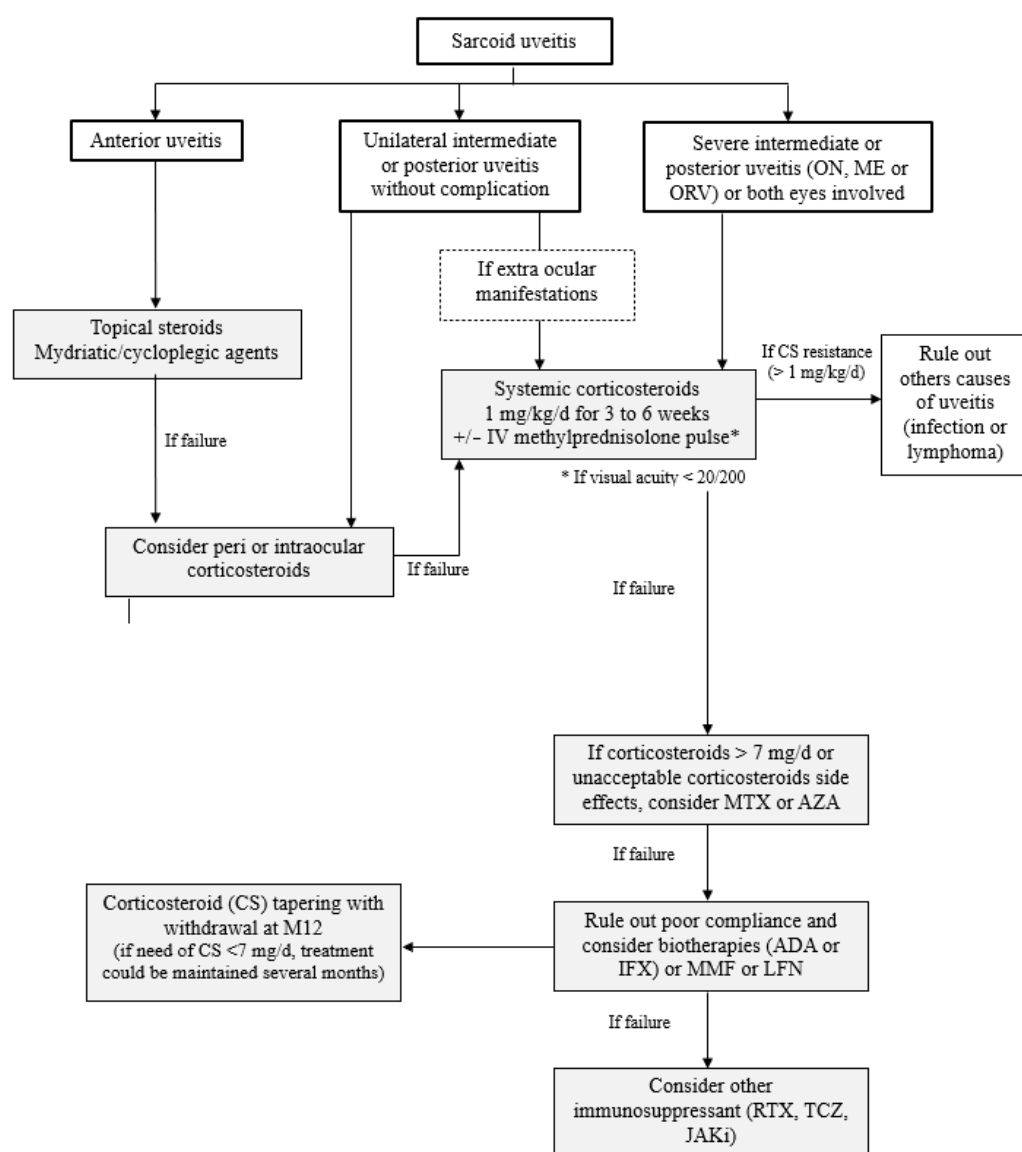 Sarcoid uveitis
Anterior uveitis
Unilateral intermediate
or posterior uveitis
without complication
Severe intermediate or
posterior uveitis (ON, ME or
ORV) or both eyes involved
If extra ocular
manifestations
Topical steroids
Mydriatic/cycloplegic agents
If CS resistance
(> 1 mg/kg/d)
Rule out
others causes
of uveitis
(infection or
lymphoma)
Systemic corticosteroids
1 mg/kg/d for 3 to 6 weeks
+/− IV methylprednisolone pulse*
* If visual acuity < 20/200
If failure
Consider peri or intraocular
corticosteroids
If failure
If failure
If corticosteroids > 7 mg/d or
unacceptable corticosteroids side
effects, consider MTX or AZA
If failure
Corticosteroid (CS) tapering with
withdrawal at M12
(if need of CS <7 mg/d, treatment
could be maintained several months)
Rule out poor compliance and
consider biotherapies (ADA or
IFX) or MMF or LFN
If failure
Consider other
immunosuppressant (RTX, TCZ,
JAKi)